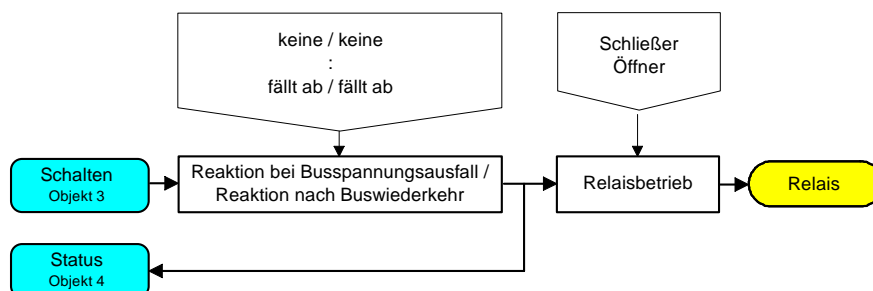 keine / keine
:
fällt ab / fällt ab
Schließer
Öffner
Schalten
Objekt 3
Reaktion bei Busspannungsausfall /
Reaktion nach Buswiederkehr
Relaisbetrieb
Relais
Status
Objekt 4